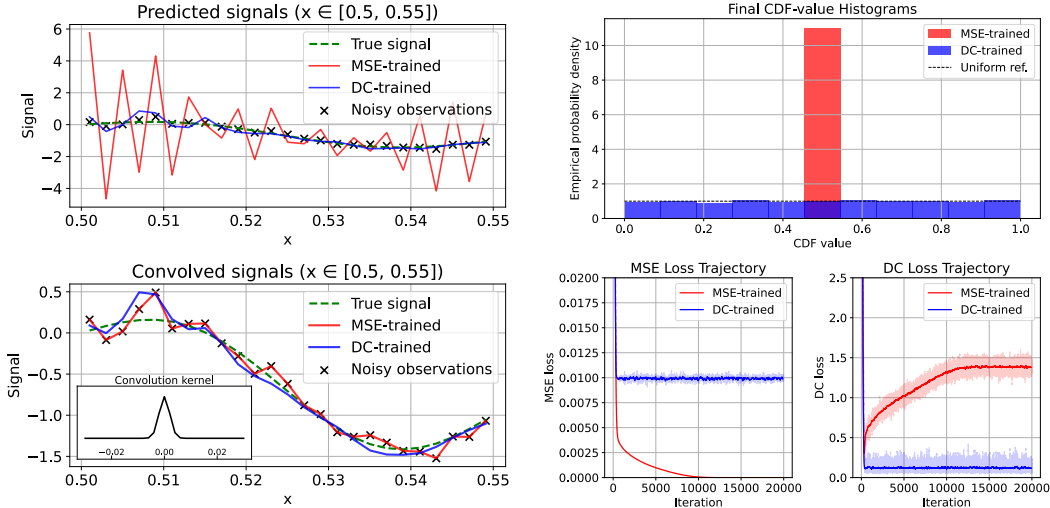 Predicted signals (x ∈ [0.5, 0.55])
Signal
6
4
2
0
−2
−4
True signal
MSE-trained
DC-trained
Noisy observations
0.50
0.51
0.52
0.53
0.54
0.55
x
Final CDF-value Histograms
Empirical probability density
10
8
6
4
2
0
MSE-trained
DC-trained
Uniform ref.
0.0
0.2
0.4
0.6
0.8
1.0
CDF value
Convolved signals (x ∈ [0.5, 0.55])
Signal
0.5
0.0
−0.5
−1.0
−1.5
True signal
MSE-trained
DC-trained
Noisy observations
Convolution kernel
−0.02
0.00
0.02
0.50
0.51
0.52
0.53
0.54
0.55
x
MSE Loss Trajectory
MSE loss
0.0200
0.0175
0.0150
0.0125
0.0100
0.0075
0.0050
0.0025
0.0000
MSE-trained
DC-trained
0
5000
10000
15000
20000
Iteration
DC Loss Trajectory
DC loss
2.5
2.0
1.5
1.0
0.5
0.0
MSE-trained
DC-trained
0
5000
10000
15000
20000
Iteration